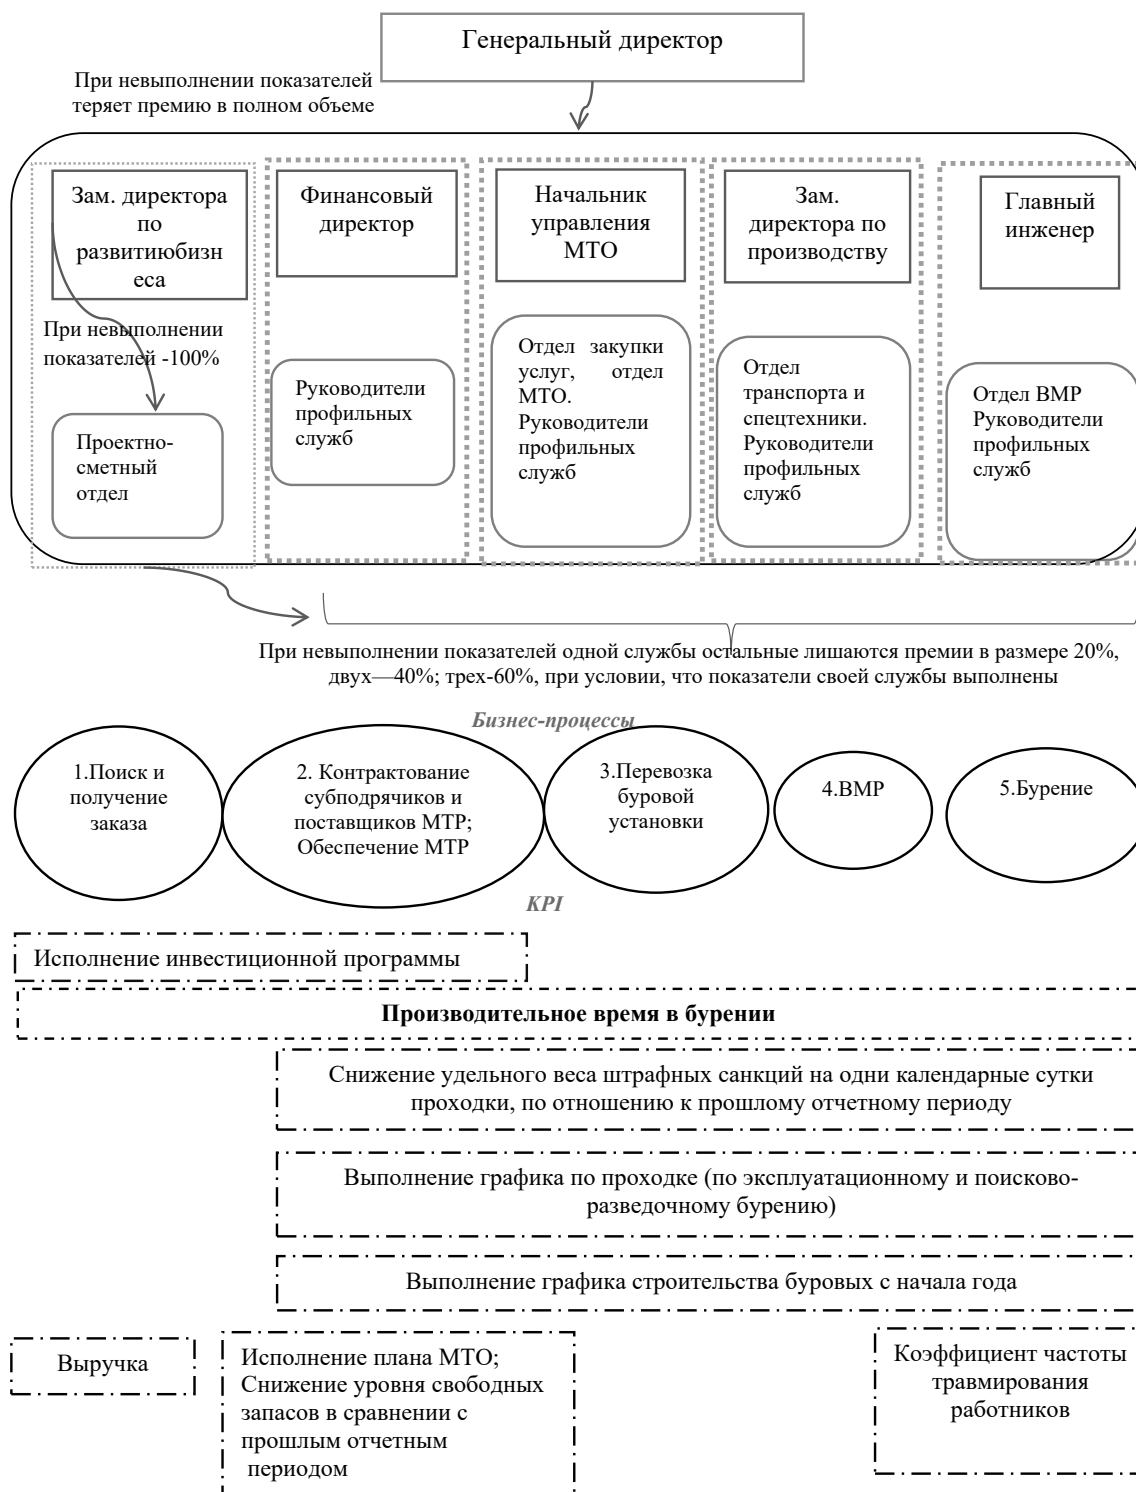 Генеральный директор
При невыполнении показателей
теряет премию в полном объеме
Зам. директора
по
развитиюбизн
еса
Финансовый
директор
Начальник
управления
МТО
Зам.
директора по
производству
Главный
инженер
При невыполнении
показателей -100%
Проектно-
сметный
отдел
Руководители
профильных
служб
Отдел закупки
услуг, отдел
МТО.
Руководители
профильных
служб
Отдел
транспорта и
спецтехники.
Руководители
профильных
служб
Отдел ВМР
Руководители
профильных
служб
При невыполнении показателей одной службы остальные лишаются премии в размере 20%,
двух—40%; трех-60%, при условии, что показатели своей службы выполнены
Бизнес-процессы
1.Поиск и
получение
заказа
2. Контрактование
субподрячиков и
поставщиков МТР;
Обеспечение МТР
3.Перевозка
буровой
установки
4.ВМР
5.Бурение
KPI
Исполнение инвестиционной программы
Производительное время в бурении
Снижение удельного веса штрафных санкций на одни календарные сутки
проходки, по отношению к прошлому отчетному периоду
Выполнение графика по проходке (по эксплуатационному и поисково-
разведочному бурению)
Выполнение графика строительства буровых с начала года
Выручка
Исполнение плана МТО;
Снижение уровня свободных
запасов в сравнении с
прошлым отчетным
периодом
Коэффициент частоты
травмирования
работников